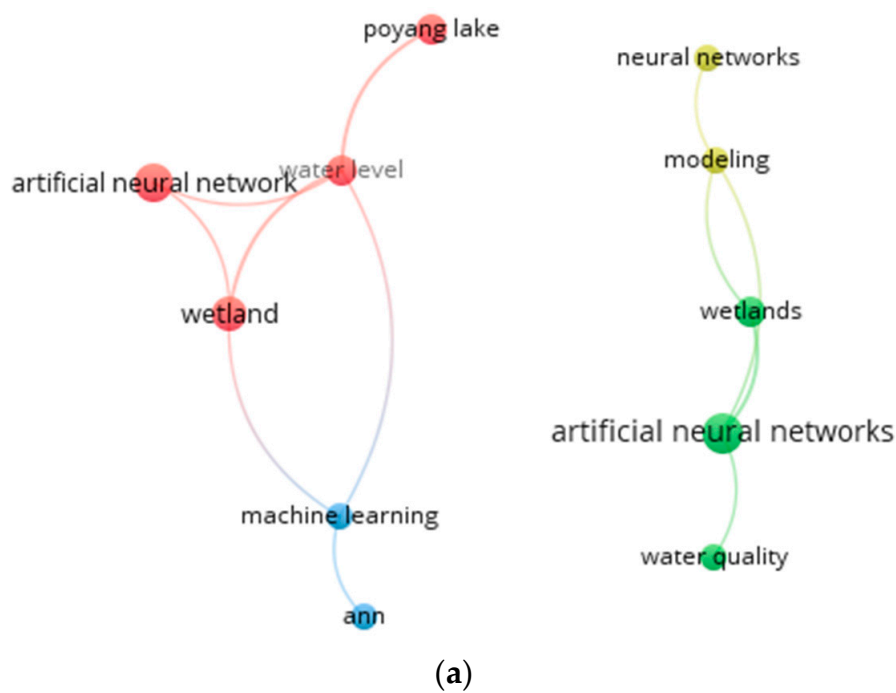 poyang lake
neural networks
modeling
water level
artificial neural network
wetland
wetlands
artificial neural networks
machine learning
water quality
ann
(a)